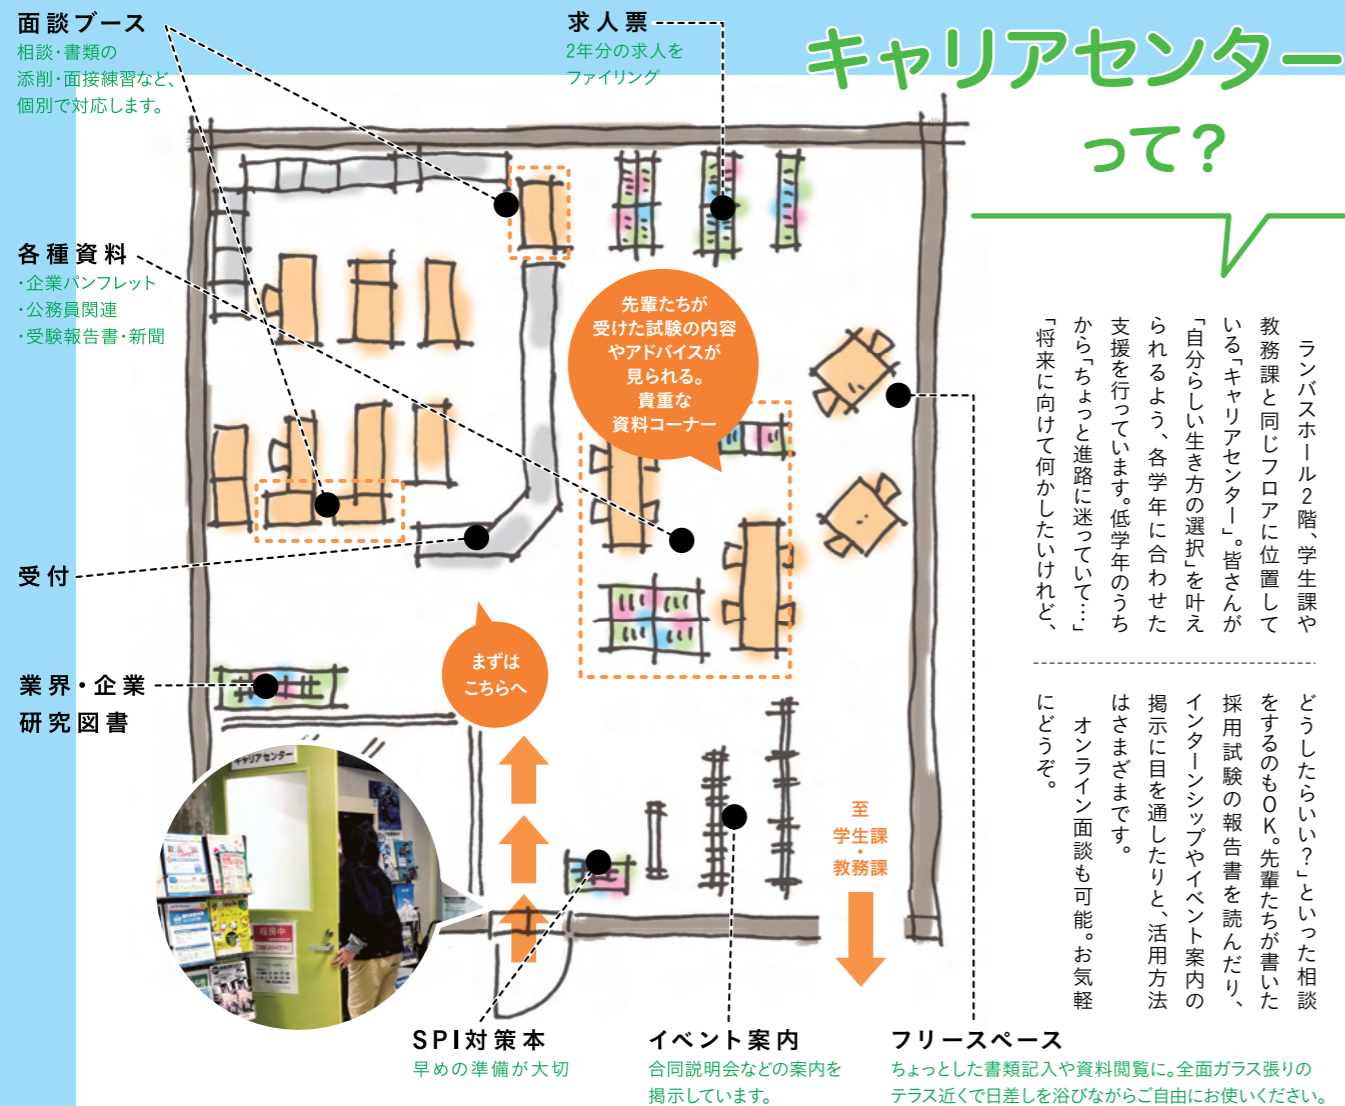 キャリアセンター
って？
面談ブース
相談・書類の
添削・面接練習など、
個別で対応します。
求人票
2年分の求人を
ファイリング
各種資料
・企業パンフレット
・公務員関連
・受験報告書・新聞
先輩たちが
受けた試験の内容
やアドバイスが
見られる。
貴重な
資料コーナー
受付
まずは
こちらへ
業界・企業
研究図書
キャリアセンター
至
学生課
・
教務課
SPI対策本
早めの準備が大切
イベント案内
合同説明会などの案内を
掲示しています。
フリースペース
ちょっとした書類記入や資料閲覧に。全面ガラス張りの
テラス近くで日差しを浴びながらご自由にお使いください。
ランバスホール2階、学生課や
教務課と同じフロアに位置して
いる「キャリアセンター」。皆さんが
「自分らしい生き方の選択」を叶え
られるよう、各学年に合わせた
支援を行っています。低学年のうち
から「ちょっと進路に迷っていて…」
「将来に向けて何かしたいけれど、
どうしたらいい？」といった相談
をするのもOK。先輩たちが書いた
採用試験の報告書を読んだり、
インターンシップやイベント案内の
掲示に目を通したりと、活用方法
はさまざまです。
オンライン面談も可能。お気軽
にどうぞ。